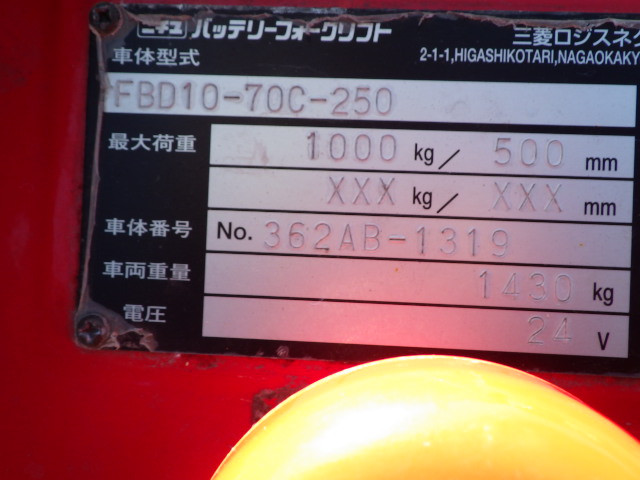 ニチユ バッテリーフォークリフト
三菱ロジスネク
車体型式
2-1-1,HIGASHIKOTARI,NAGAOKAKY
FBD10-70C-250
最大荷重 1000 kg/ 500 mm
XXX kg/ XXX mm
車体番号 No. 362AB-1319
車両重量 1430 kg
電圧 24 V